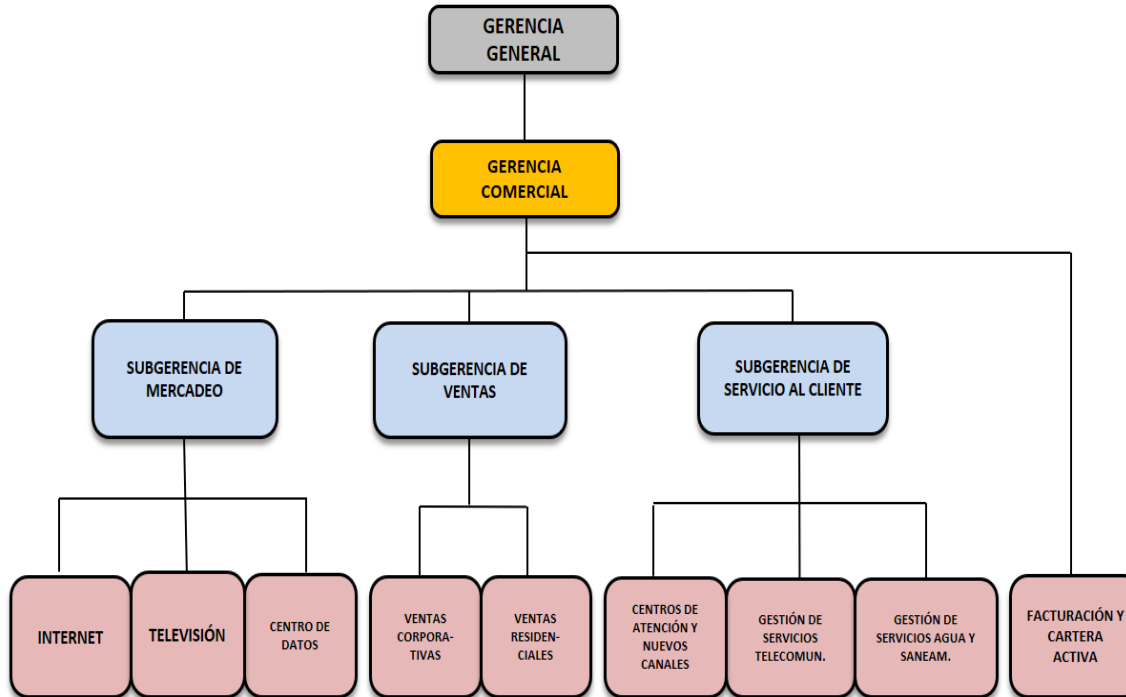 GERENCIA
GENERAL
GERENCIA
COMERCIAL
SUBGERENCIA DE
MERCADEO
SUBGERENCIA DE
VENTAS
SUBGERENCIA DE
SERVICIO AL CLIENTE
INTERNET
TELEVISIÓN
CENTRO DE
DATOS
VENTAS
CORPORA-
TIVAS
VENTAS
RESIDEN-
CIALES
CENTROS DE
ATENCIÓN Y
NUEVOS
CANALES
GESTIÓN DE
SERVICIOS
TELECOMUN.
GESTIÓN DE
SERVICIOS AGUA Y
SANEAM.
FACTURACIÓN Y
CARTERA
ACTIVA